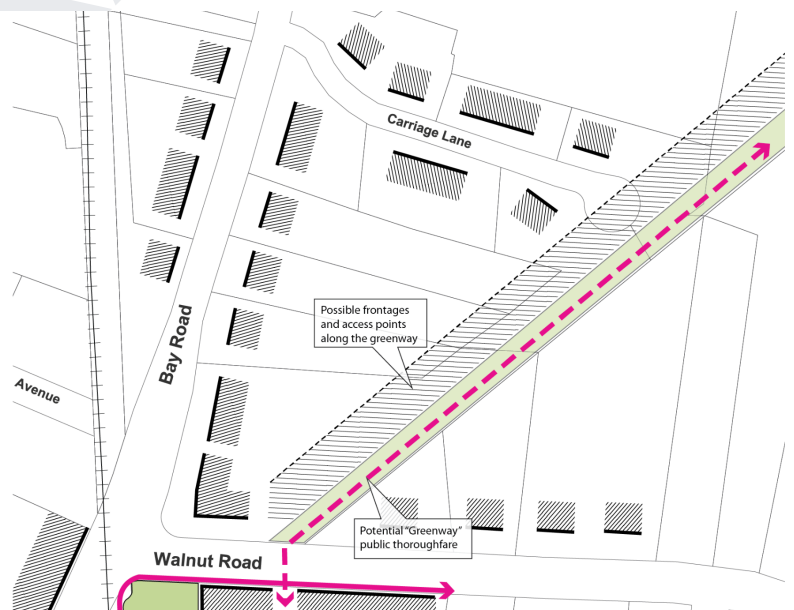 Carriage Lane
Possible frontages
and access points
along the greenway
Bay Road
Avenue
Potential "Greenway"
public thoroughfare
Walnut Road